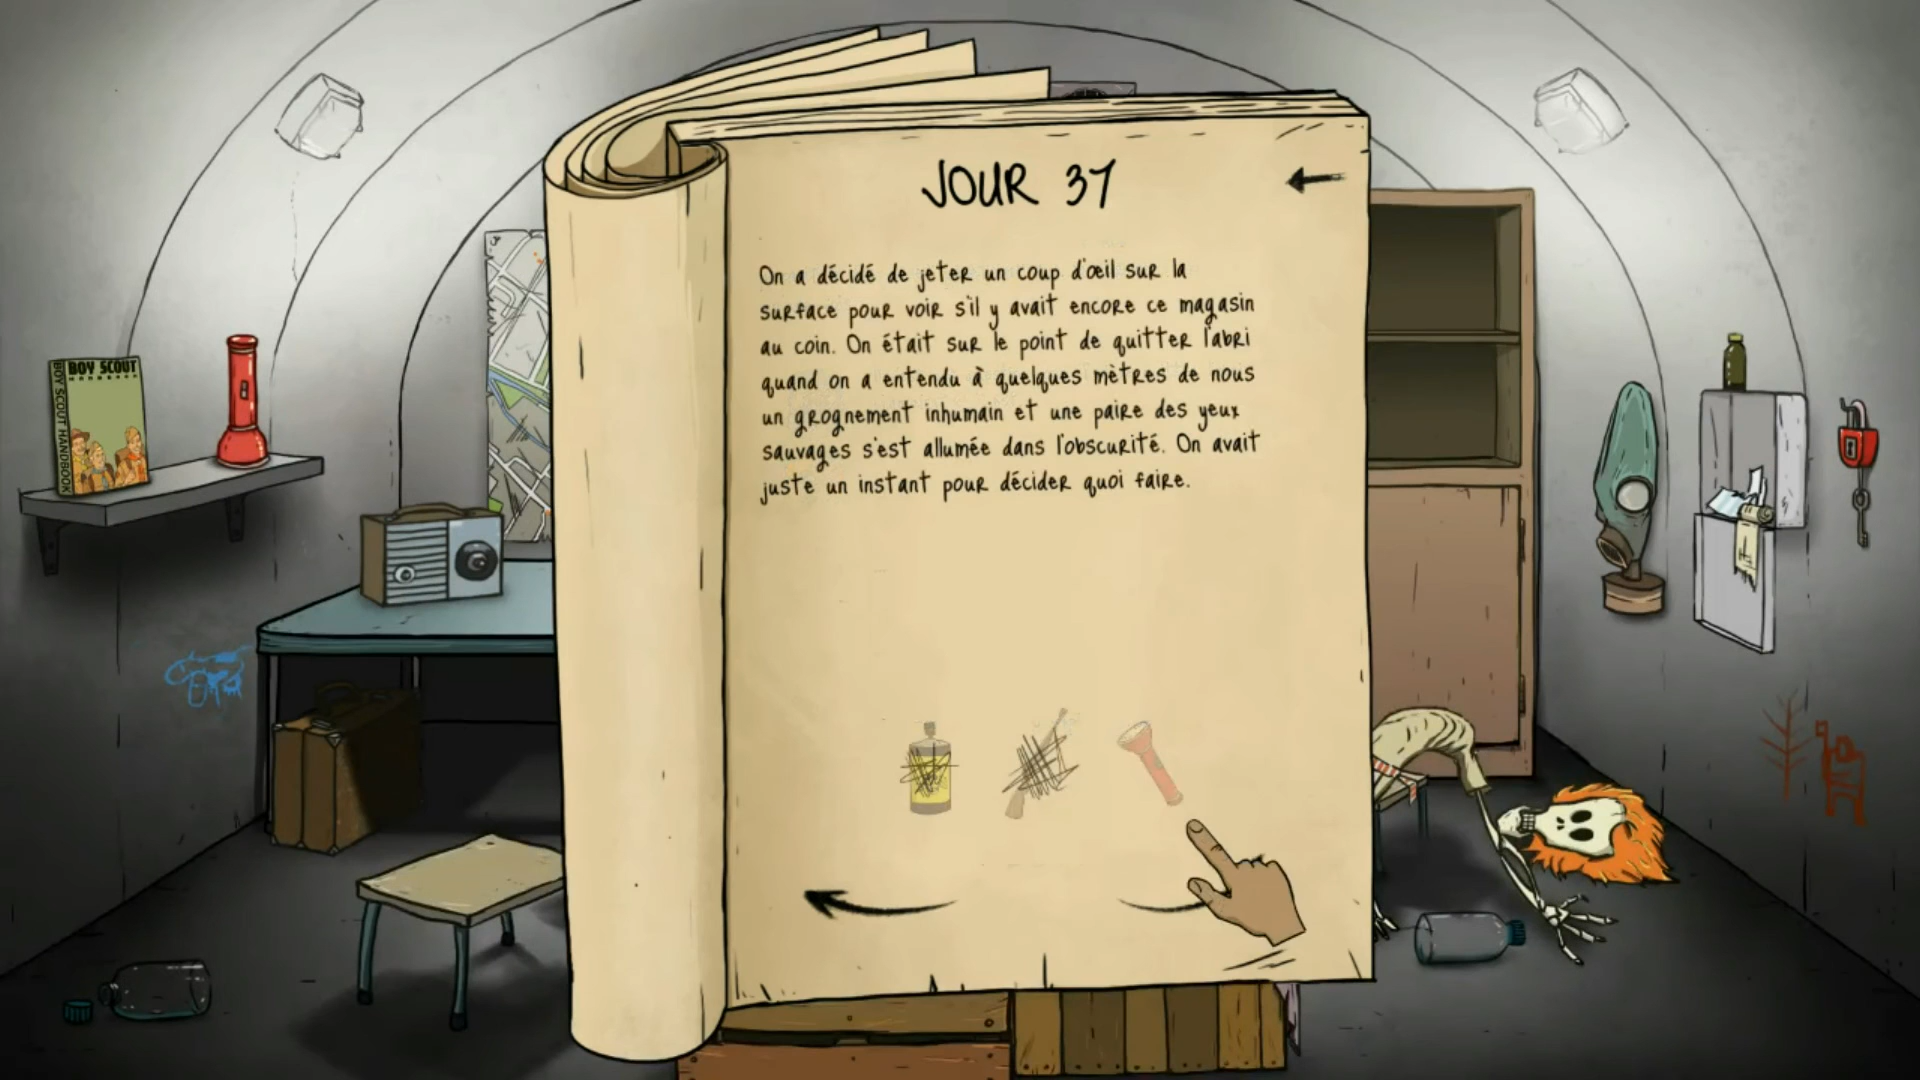 JOUR 37
On a décidé de jeter un coup d'œil sur la
surface pour voir s'il y avait encore ce magasin
au coin. On était sur le point de quitter l'abri
quand on a entendu à quelques mètres de nous
un grognement inhumain et une paire des yeux
sauvages s'est allumée dans l'obscurité. On avait
juste un instant pour décider quoi faire.
BOY SCOUT
HANDBOOK
BOY SCOUT HANDBOOK